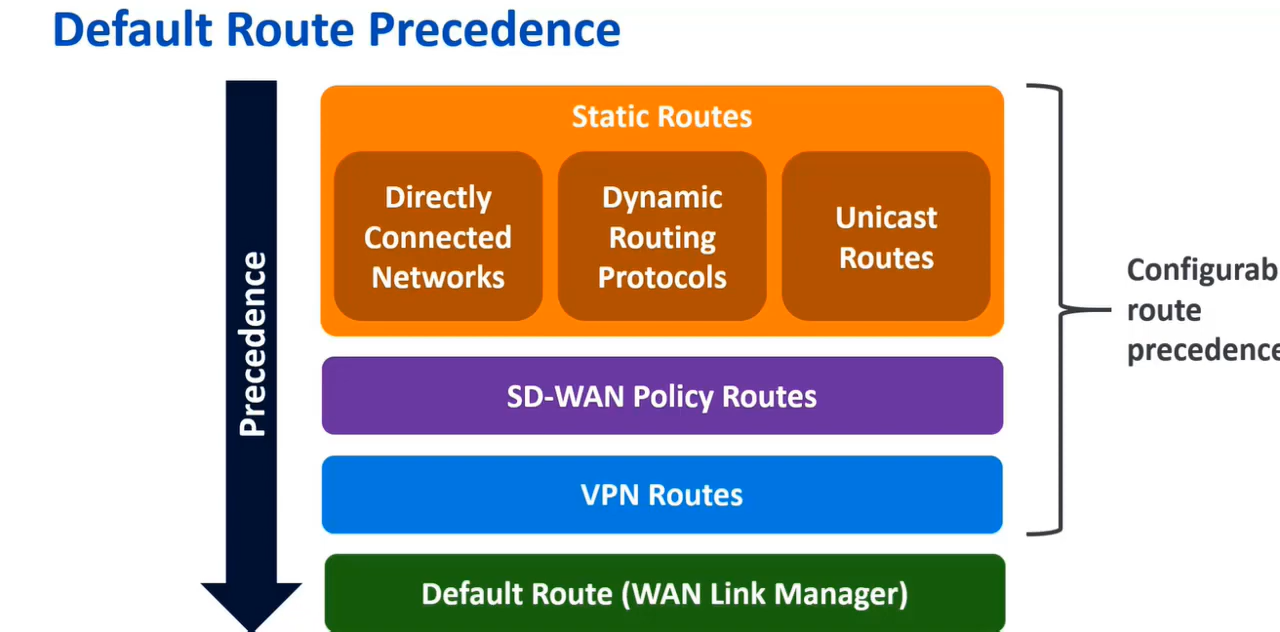 Default Route Precedence
Precedence
Static Routes
Directly
Connected
Networks
Dynamic
Routing
Protocols
Unicast
Routes
SD-WAN Policy Routes
VPN Routes
Default Route (WAN Link Manager)
Configurab
route
precedence